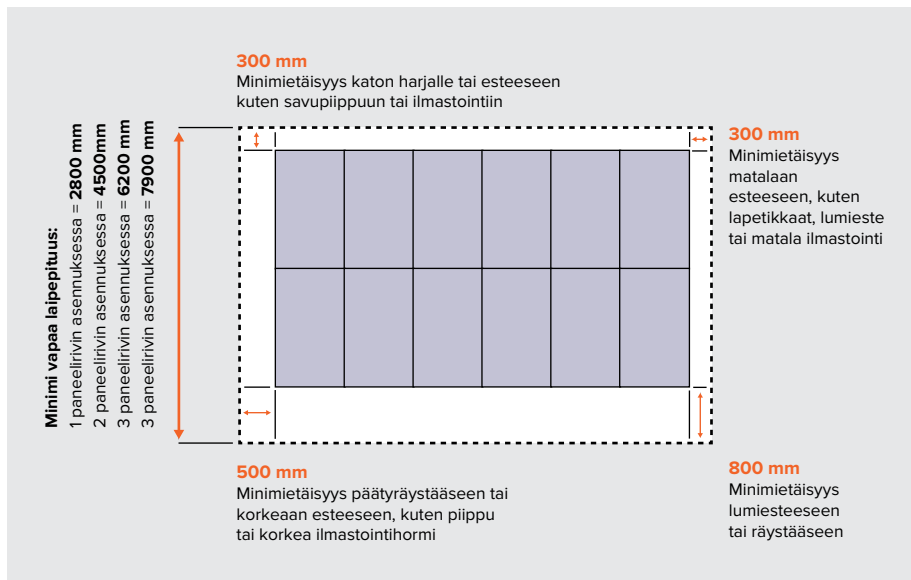 300 mm
Minimietäisyys katon harjalle tai esteeseen
kuten savupiippuun tai ilmastointiin
Minimi vapaa laipepituus:
1 paneelirivin asennuksessa = 2800 mm
2 paneelirivin asennuksessa = 4500mm
3 paneelirivin asennuksessa = 6200 mm
3 paneelirivin asennuksessa = 7900 mm
300 mm
Minimietäisyys
matalaan
esteeseen, kuten
lapetikkaat, lumieste
tai matala ilmastointi
500 mm
Minimietäisyys päätyräystääseen tai
korkeaan esteeseen, kuten piippu
tai korkea ilmastointihormi
800 mm
Minimietäisyys
lumiesteeseen
tai räystääseen